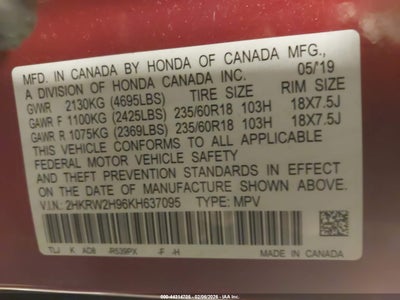 MFD. IN CANADA BY HONDA OF CANADA MFG.,
A DIVISION OF HONDA CANADA INC. 05/19
GVWR 2130KG (4695LBS) TIRE SIZE RIM SIZE
GAWR F 1100KG (2425LBS) 235/60R18 103H 18X7.5J
GAWR R 1075KG (2369LBS) 235/60R18 103H 18X7.5J
THIS VEHICLE CONFORMS TO ALL APPLICABLE
FEDERAL MOTOR VEHICLE SAFETY
AND THEFT PREVENTION STANDARDS IN EFFECT
ON THE DATE OF MANUFACTURE SHOWN ABOVE.
V.I.N.: 2HKRW2H96KH637095 TYPE: MPV
TLJ K AD8 -R539PX -F -H
MADE IN CANADA